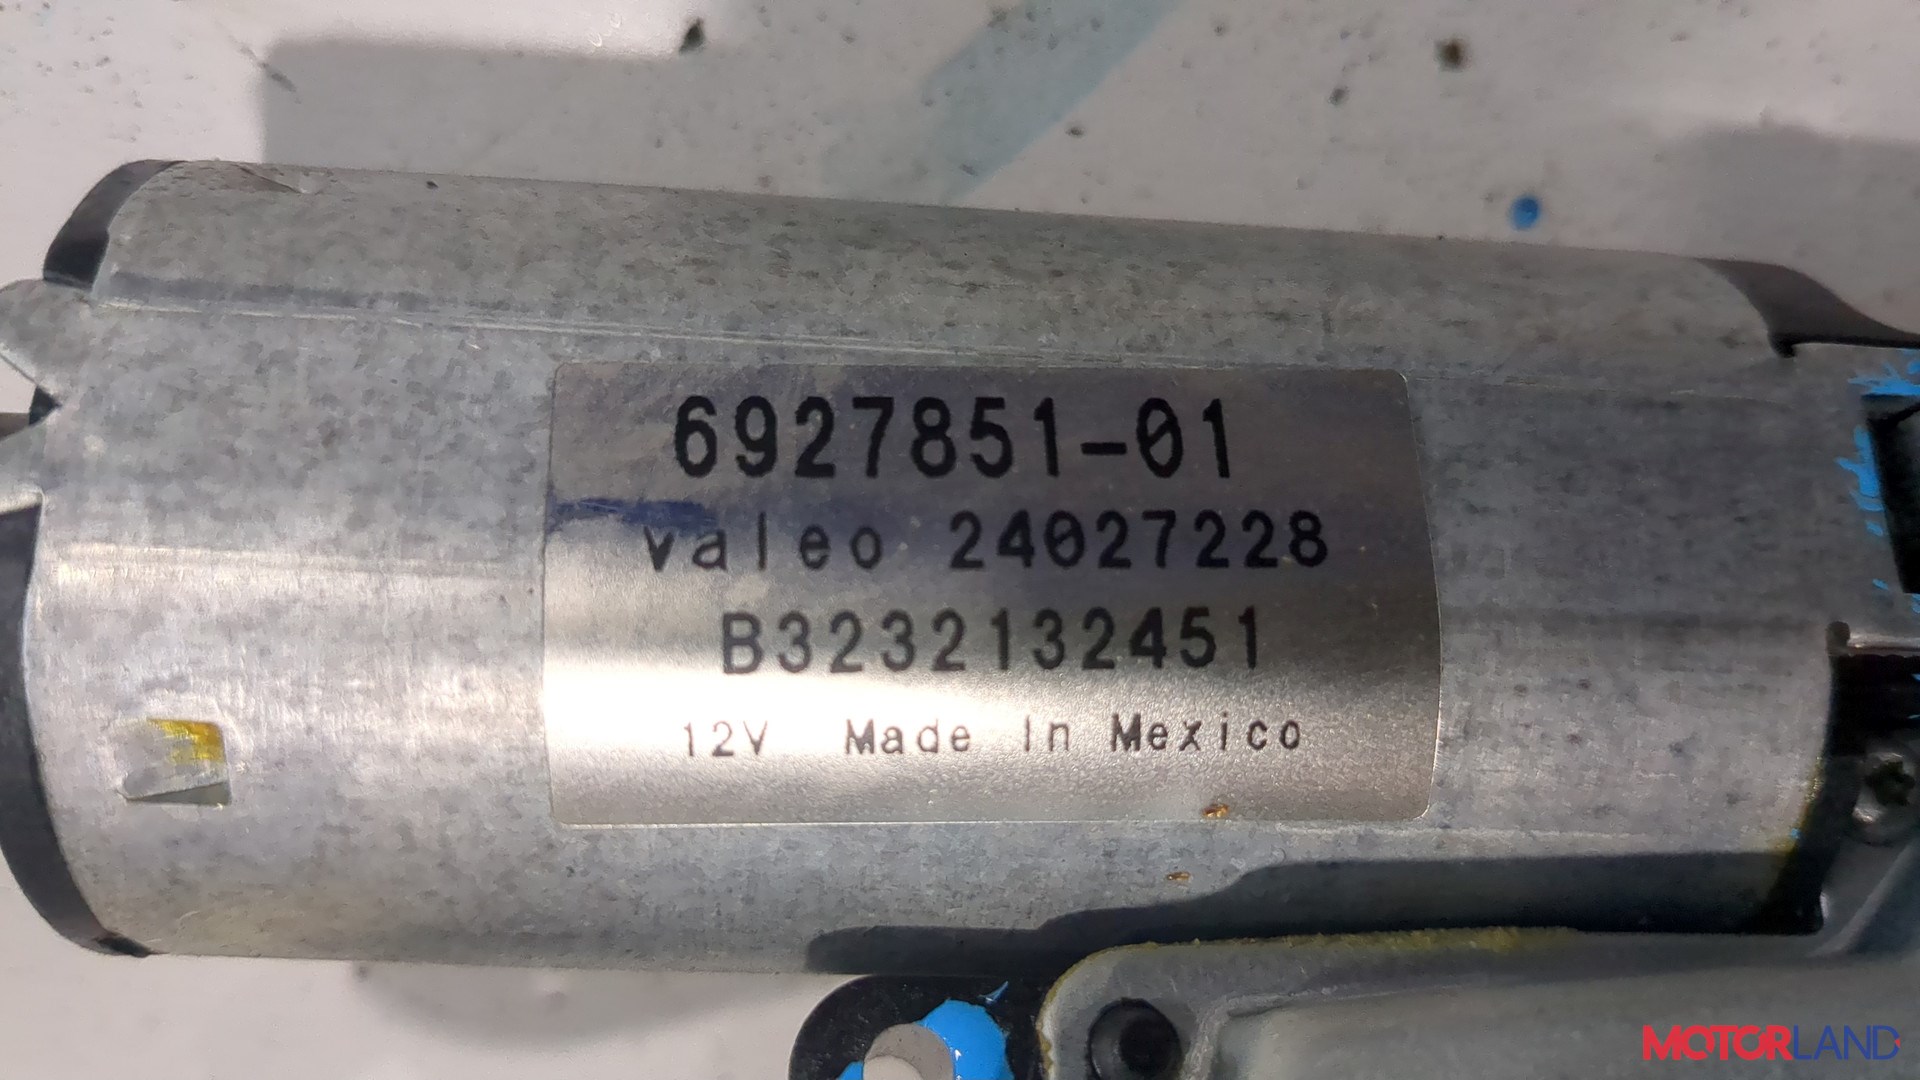 6927851-01
valeo 24027228
B3232132451
12V Made In Mexico
MOTORLAND